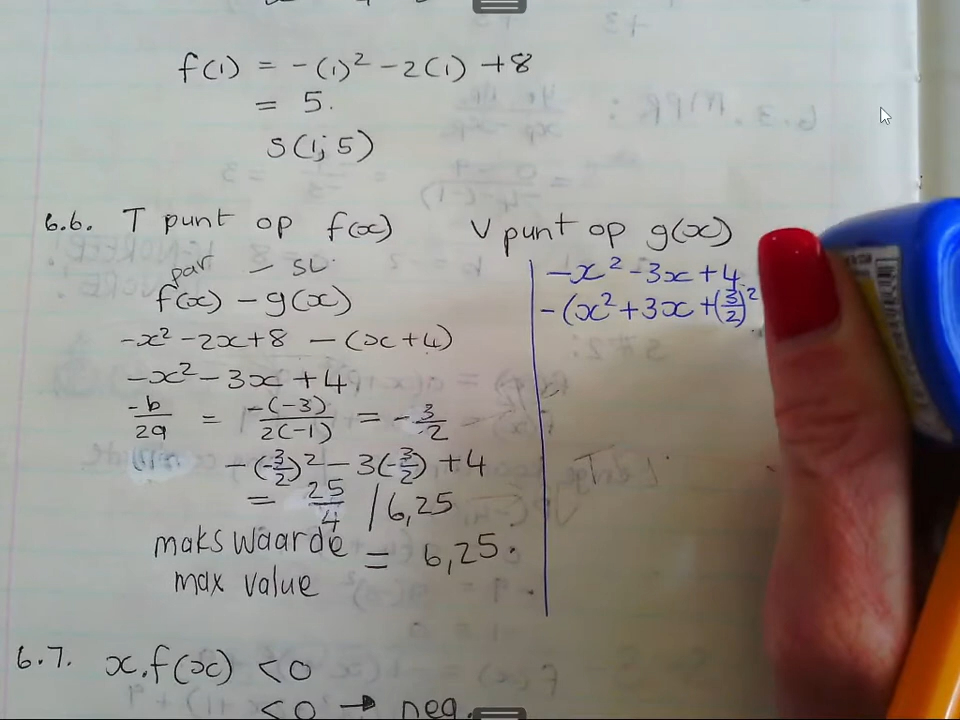 f(1) = -(1)² - 2(1) + 8
= 5.
S(1; 5)
6.6. T punt op f(x) V punt op g(x)
par - SL.
f(x) - g(x)
-x² - 2x + 8 - (x + 4)
-x² - 3x + 4
-b/2a = -(-3)/2(-1) = -3/2
-(-3/2)² - 3(-3/2) + 4
= 25/4 / 6,25
maks waarde = 6,25.
max value
-x² - 3x + 4
-(x² + 3x + (3/2)²
6.7. x.f(x) < 0
< 0 → neg.